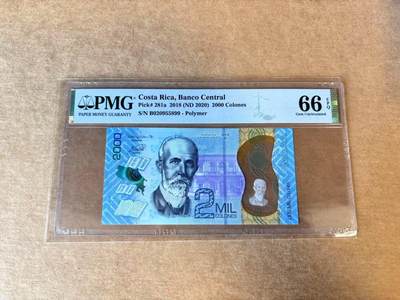 PMG
PAPER MONEY GUARANTY
Costa Rica, Banco Central
Pick# 281a 2018 (ND 2020) 2000 Colones
S/N B020955899 - Polymer
66 EPQ
Gem Uncirculated
2000
2 MIL
COLONES